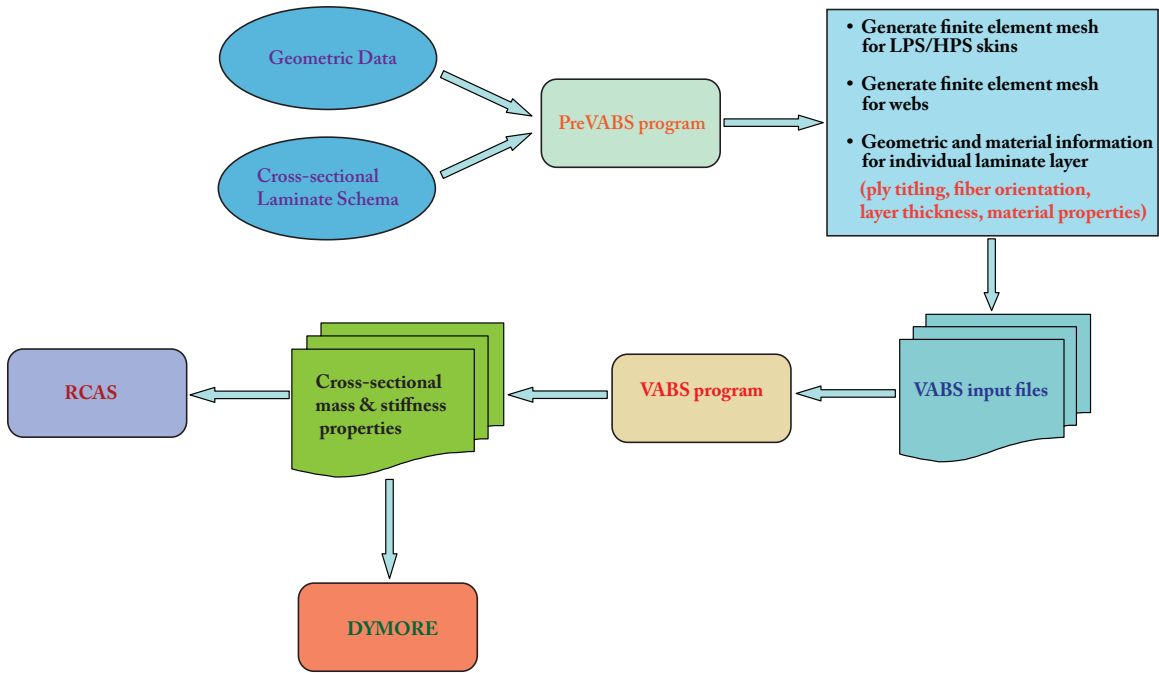 Geometric Data
Cross-sectional
Laminate Schema
PreVABS program
• Generate finite element mesh
for LPS/HPS skins
• Generate finite element mesh
for webs
• Geometric and material information
for individual laminate layer
(ply titling, fiber orientation,
layer thickness, material properties)
RCAS
Cross-sectional
mass & stiffness
properties
VABS program
VABS input files
DYMORE